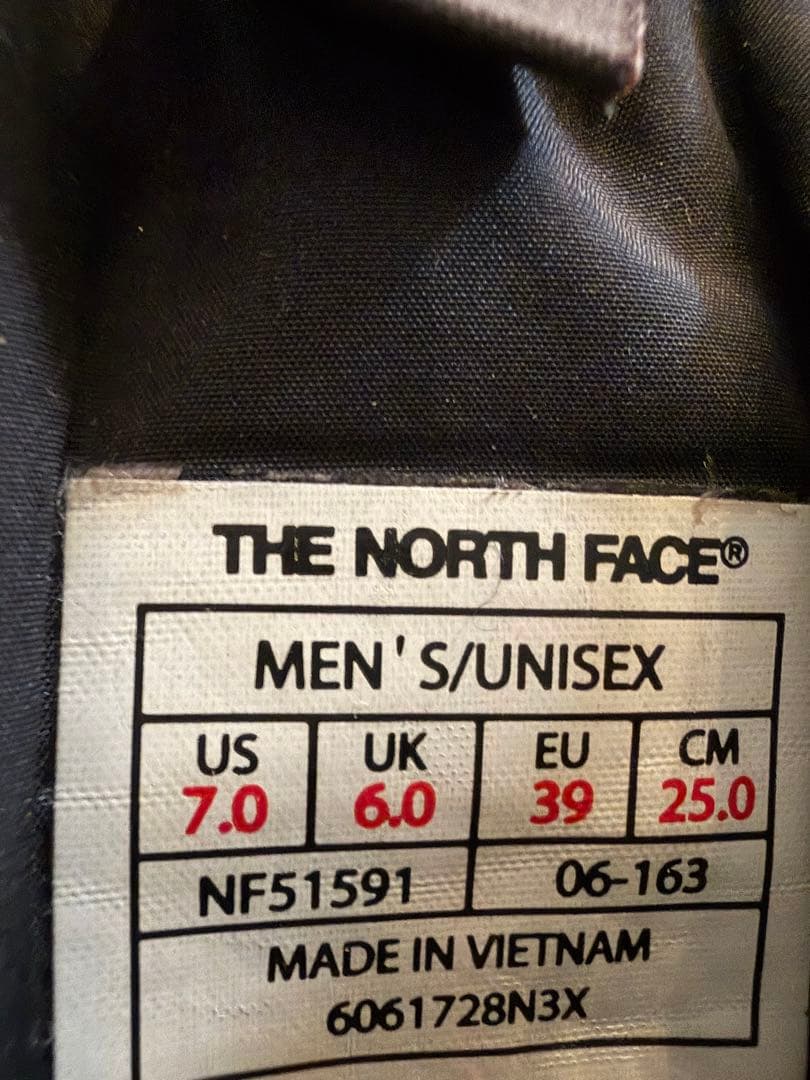 THE NORTH FACE®
MEN'S/UNISEX
US UK EU CM
7.0 6.0 39 25.0
NF51591 06-163
MADE IN VIETNAM
6061728N3X